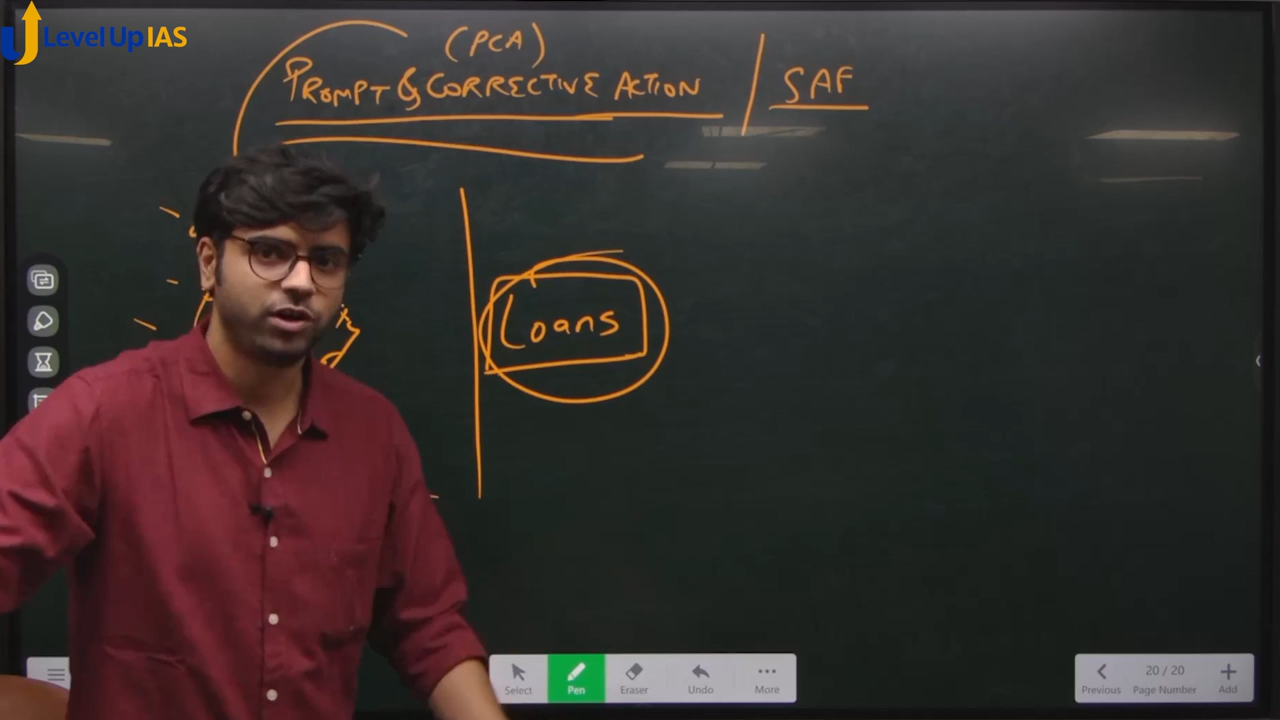 Level Up IAS
(PCA)
PROMPT & CORRECTIVE ACTION / SAF
Loans
Select Pen Eraser Undo More
Previous 20 / 20 Page Number Add